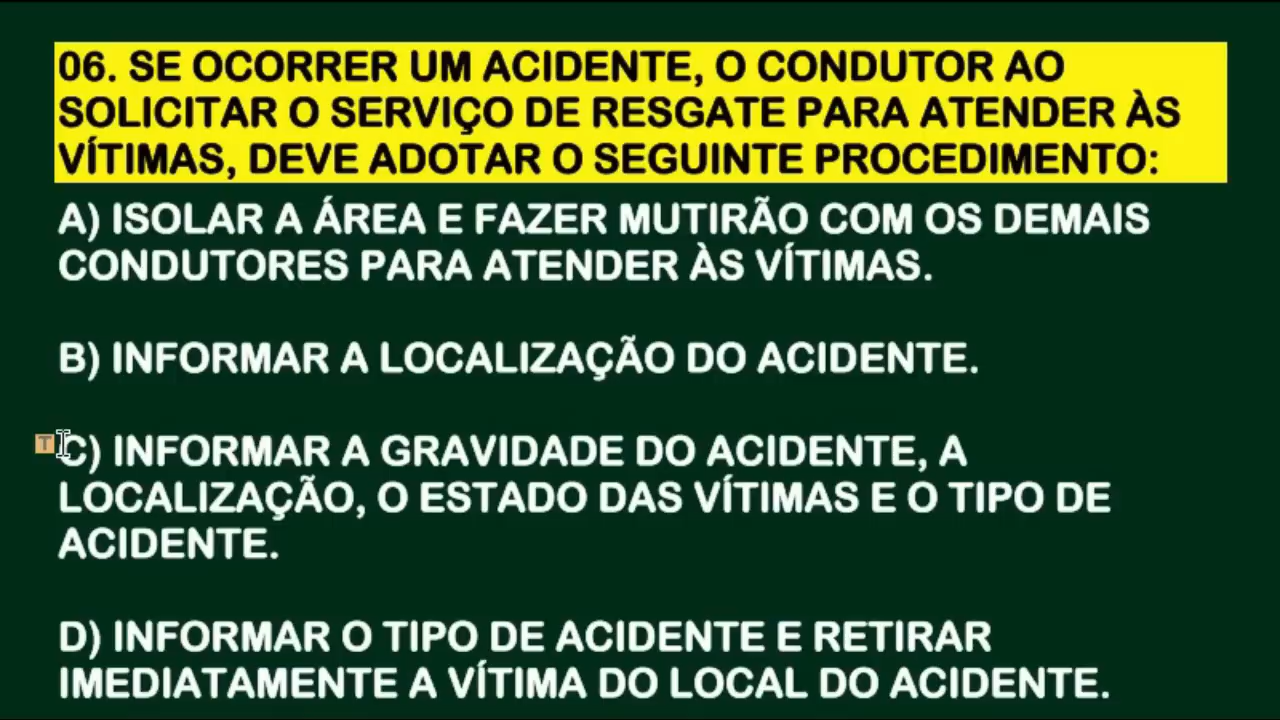 06. SE OCORRER UM ACIDENTE, O CONDUTOR AO
SOLICITAR O SERVIÇO DE RESGATE PARA ATENDER ÀS
VÍTIMAS, DEVE ADOTAR O SEGUINTE PROCEDIMENTO:
A) ISOLAR A ÁREA E FAZER MUTIRÃO COM OS DEMAIS
CONDUTORES PARA ATENDER ÀS VÍTIMAS.
B) INFORMAR A LOCALIZAÇÃO DO ACIDENTE.
T C) INFORMAR A GRAVIDADE DO ACIDENTE, A
LOCALIZAÇÃO, O ESTADO DAS VÍTIMAS E O TIPO DE
ACIDENTE.
D) INFORMAR O TIPO DE ACIDENTE E RETIRAR
IMEDIATAMENTE A VÍTIMA DO LOCAL DO ACIDENTE.